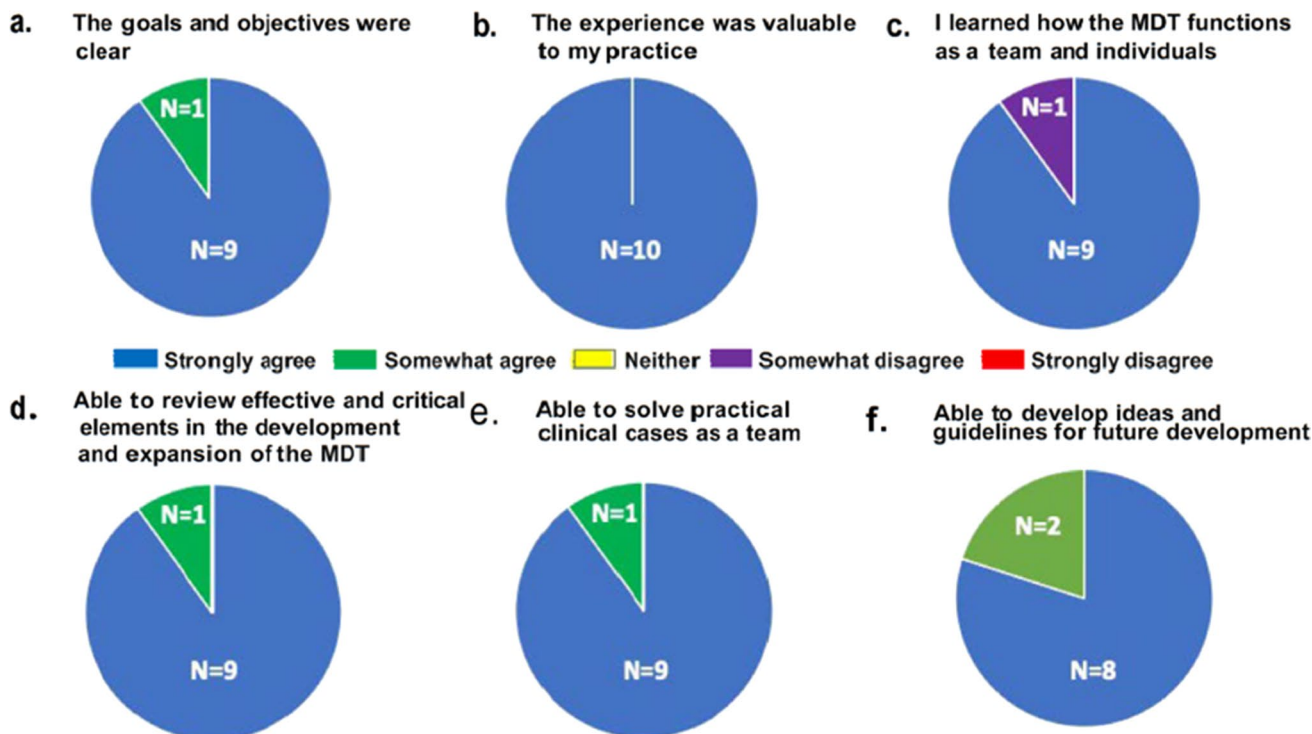 a. The goals and objectives were
clear
N=1
N=9
b. The experience was valuable
to my practice
N=10
c. I learned how the MDT functions
as a team and individuals
N=1
N=9
Strongly agree Somewhat agree Neither Somewhat disagree Strongly disagree
d. Able to review effective and critical
elements in the development
and expansion of the MDT
N=1
N=9
e. Able to solve practical
clinical cases as a team
N=1
N=9
f. Able to develop ideas and
guidelines for future development
N=2
N=8